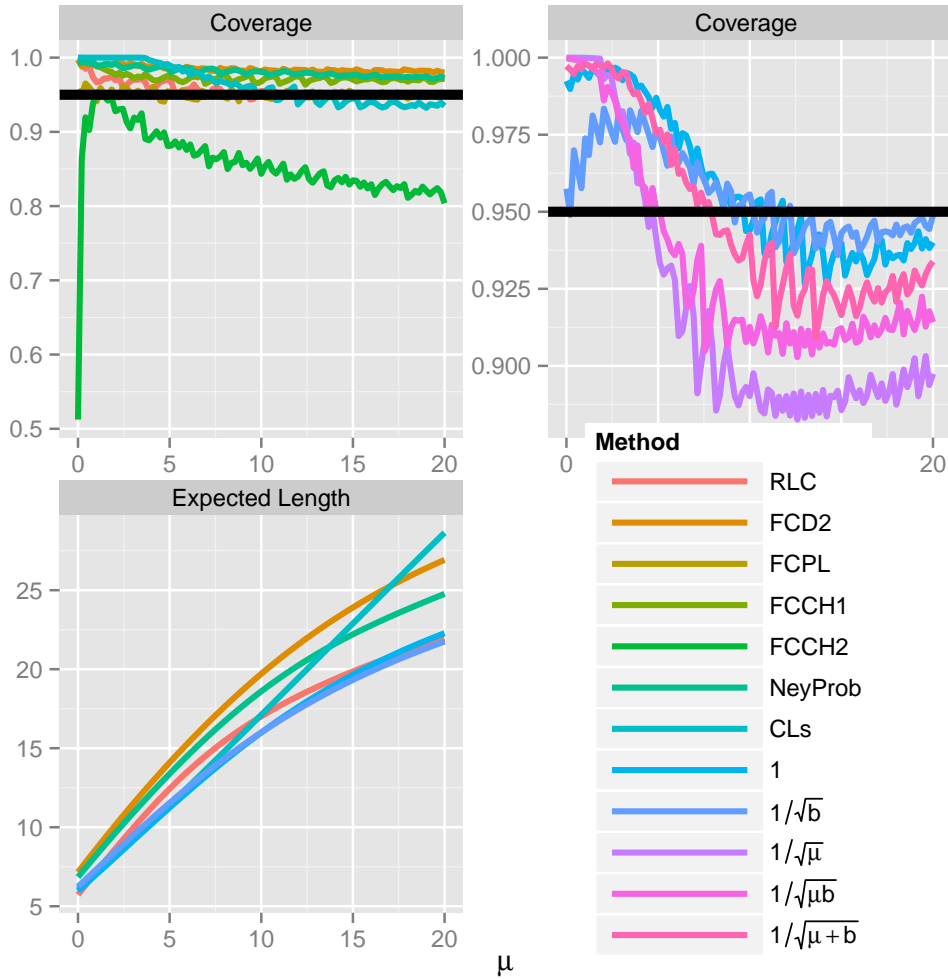 Coverage
1.0
0.9
0.8
0.7
0.6
0.5
0 5 10 15 20
Coverage
1.000
0.975
0.950
0.925
0.900
0 20
Expected Length
25
20
15
10
5
0 5 10 15 20
μ
Method
RLC
FCD2
FCPL
FCCH1
FCCH2
NeyProb
CLs
1
1/√b
1/√μ
1/√μb
1/√μ + b